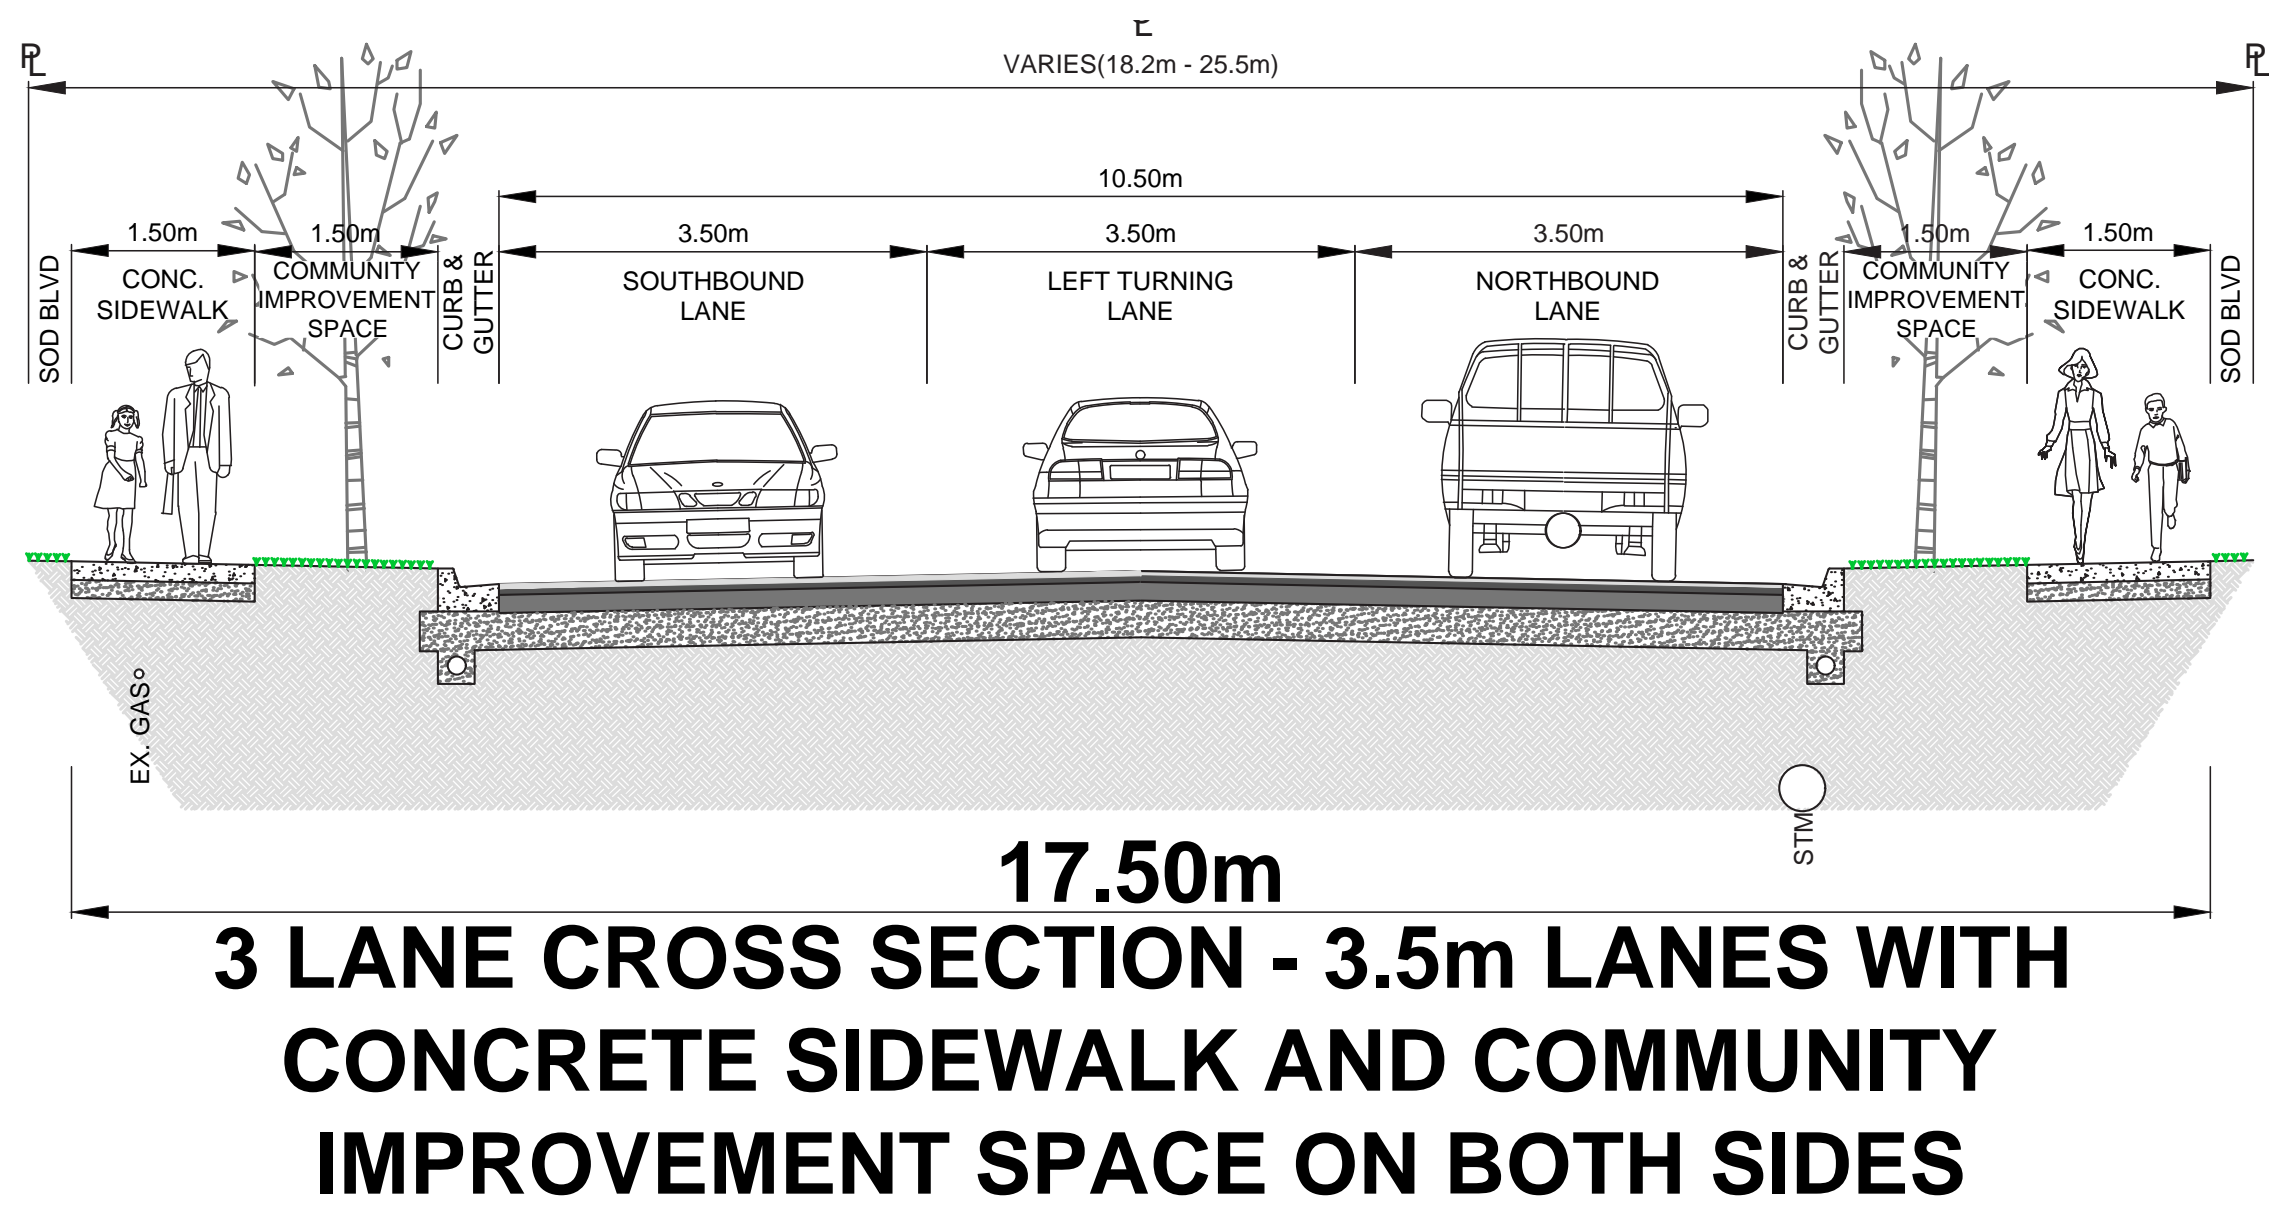 PL
VARIES(18.2m - 25.5m)
PL
10.50m
1.50m
1.50m
3.50m
3.50m
3.50m
1.50m
1.50m
SOD BLVD
CONC.
SIDEWALK
COMMUNITY
IMPROVEMENT
SPACE
CURB &
GUTTER
SOUTHBOUND
LANE
LEFT TURNING
LANE
NORTHBOUND
LANE
CURB &
GUTTER
COMMUNITY
IMPROVEMENT
SPACE
CONC.
SIDEWALK
SOD BLVD
EX. GAS
STM
17.50m
3 LANE CROSS SECTION - 3.5m LANES WITH
CONCRETE SIDEWALK AND COMMUNITY
IMPROVEMENT SPACE ON BOTH SIDES